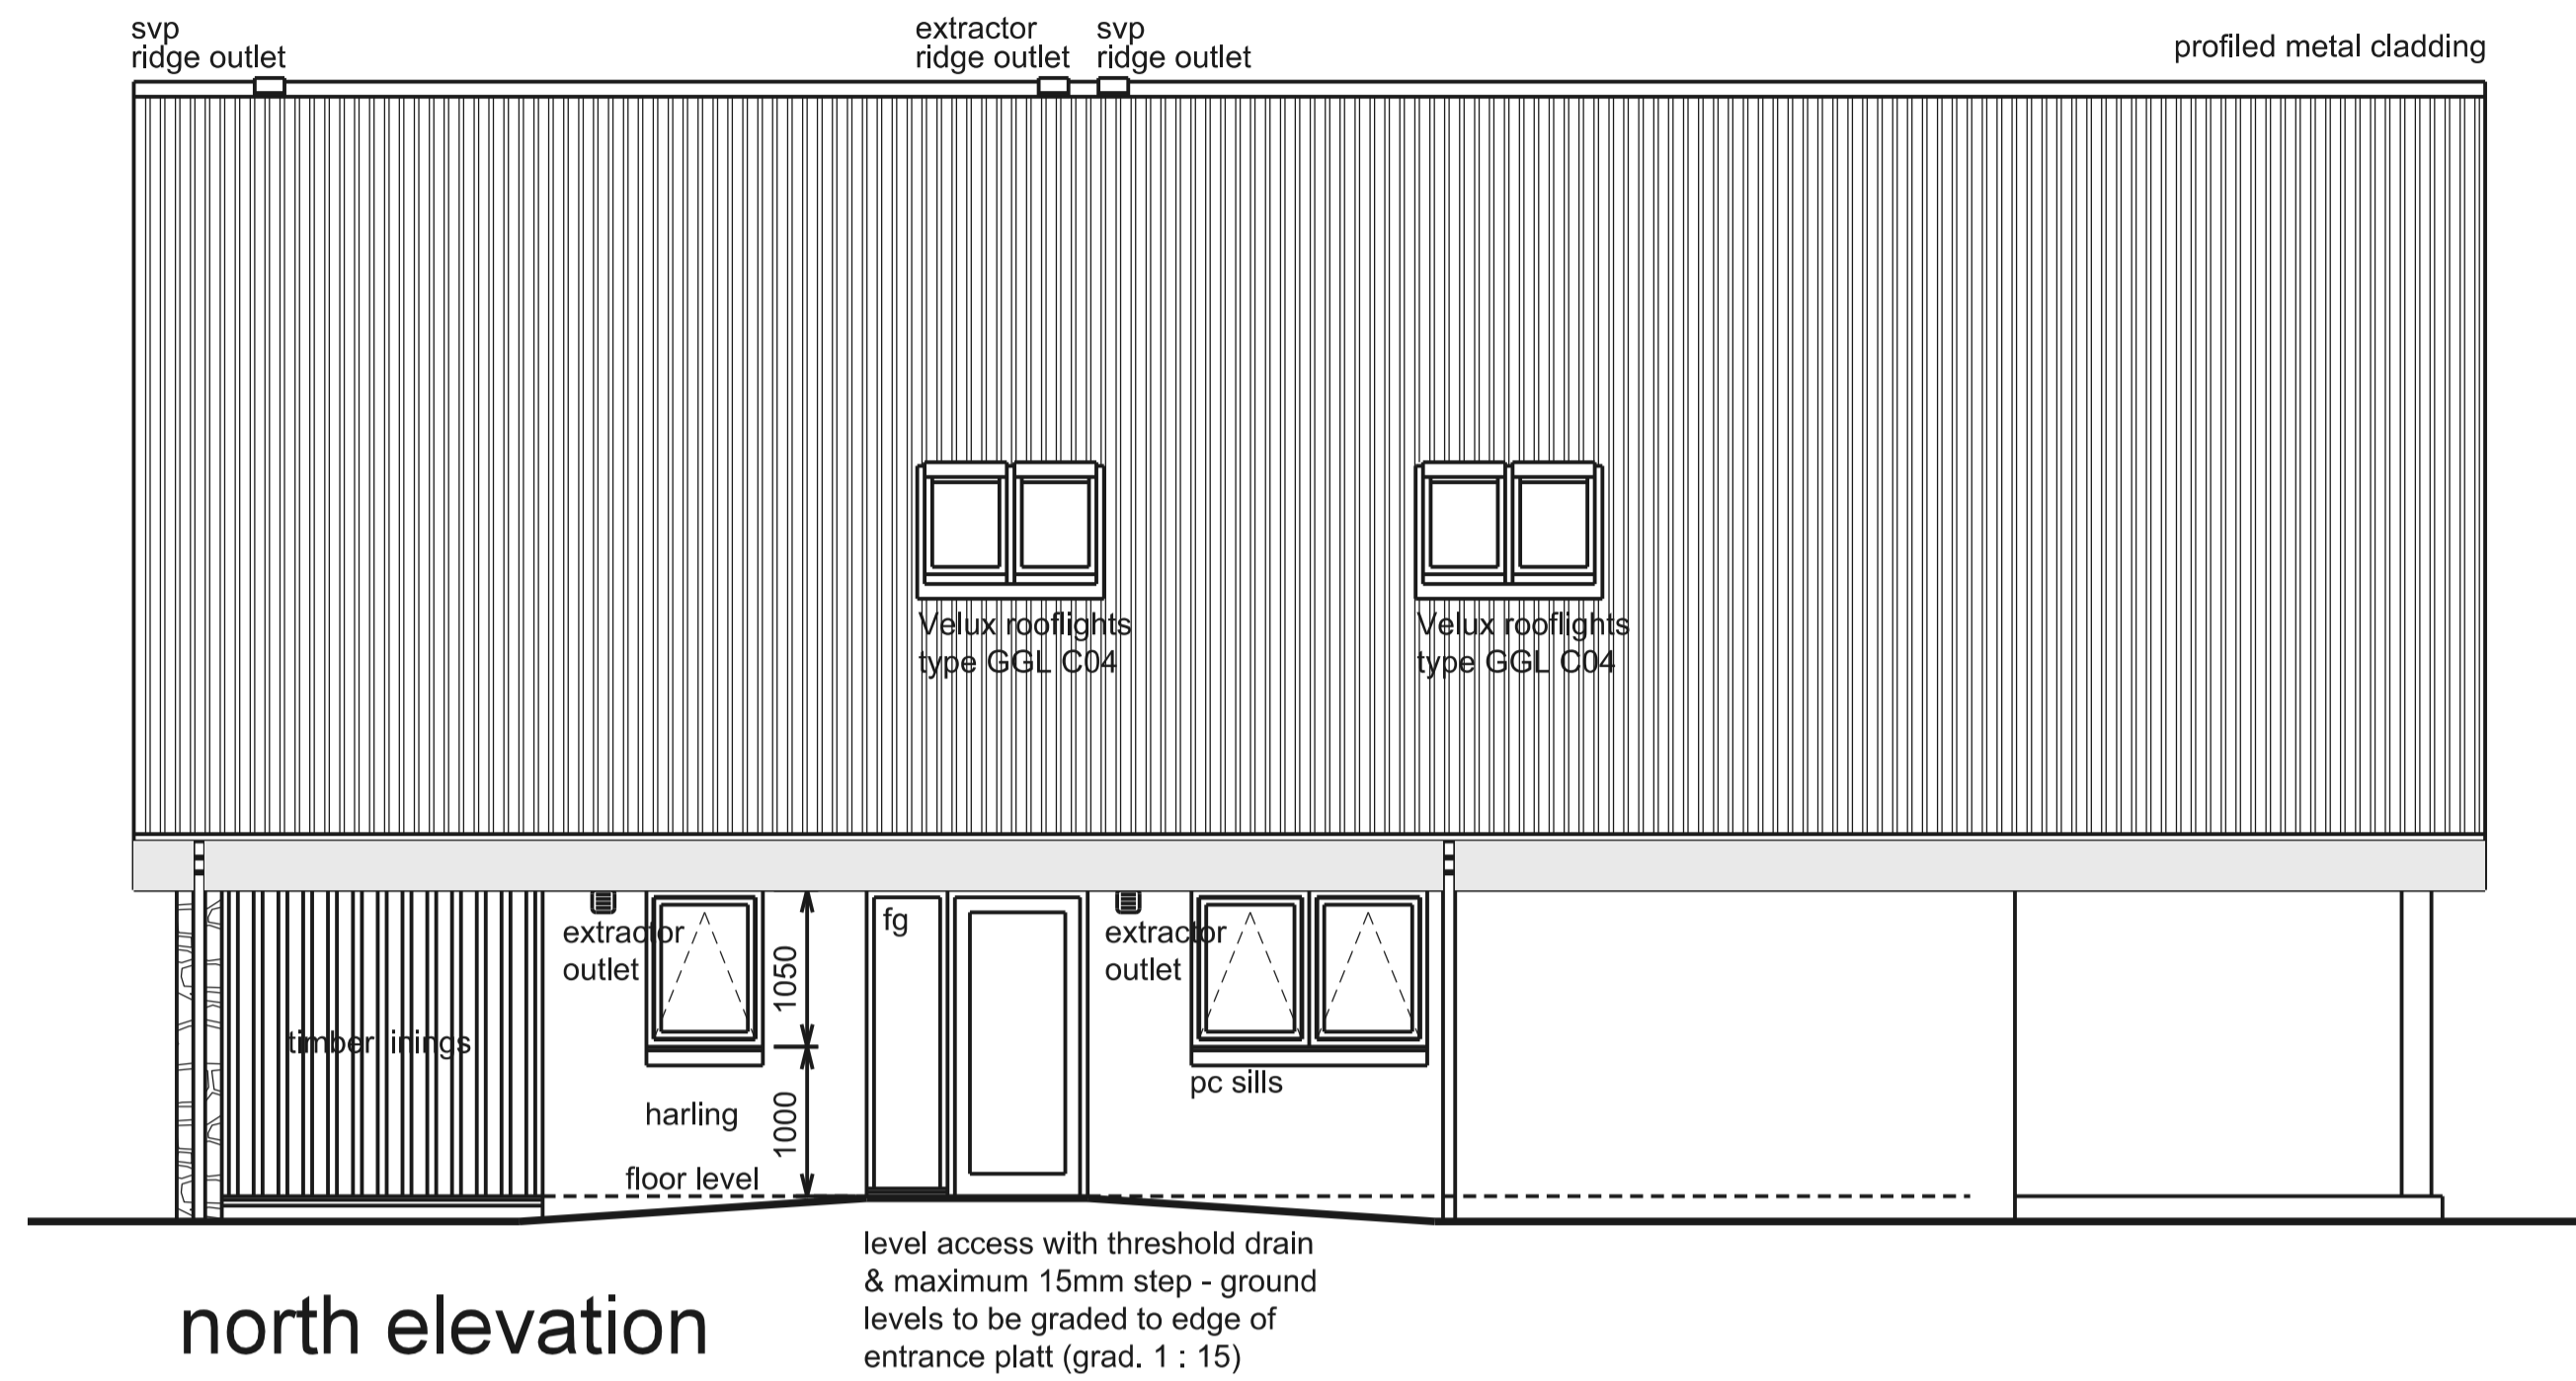 svp
ridge outlet
extractor
ridge outlet
svp
ridge outlet
profiled metal cladding
Velux rooflights
type GGL C04
Velux rooflights
type GGL C04
fg
extractor
outlet
1050
extractor
outlet
timber linings
pc sills
harling
1000
floor level
level access with threshold drain
& maximum 15mm step - ground
levels to be graded to edge of
entrance platt (grad. 1 : 15)
north elevation